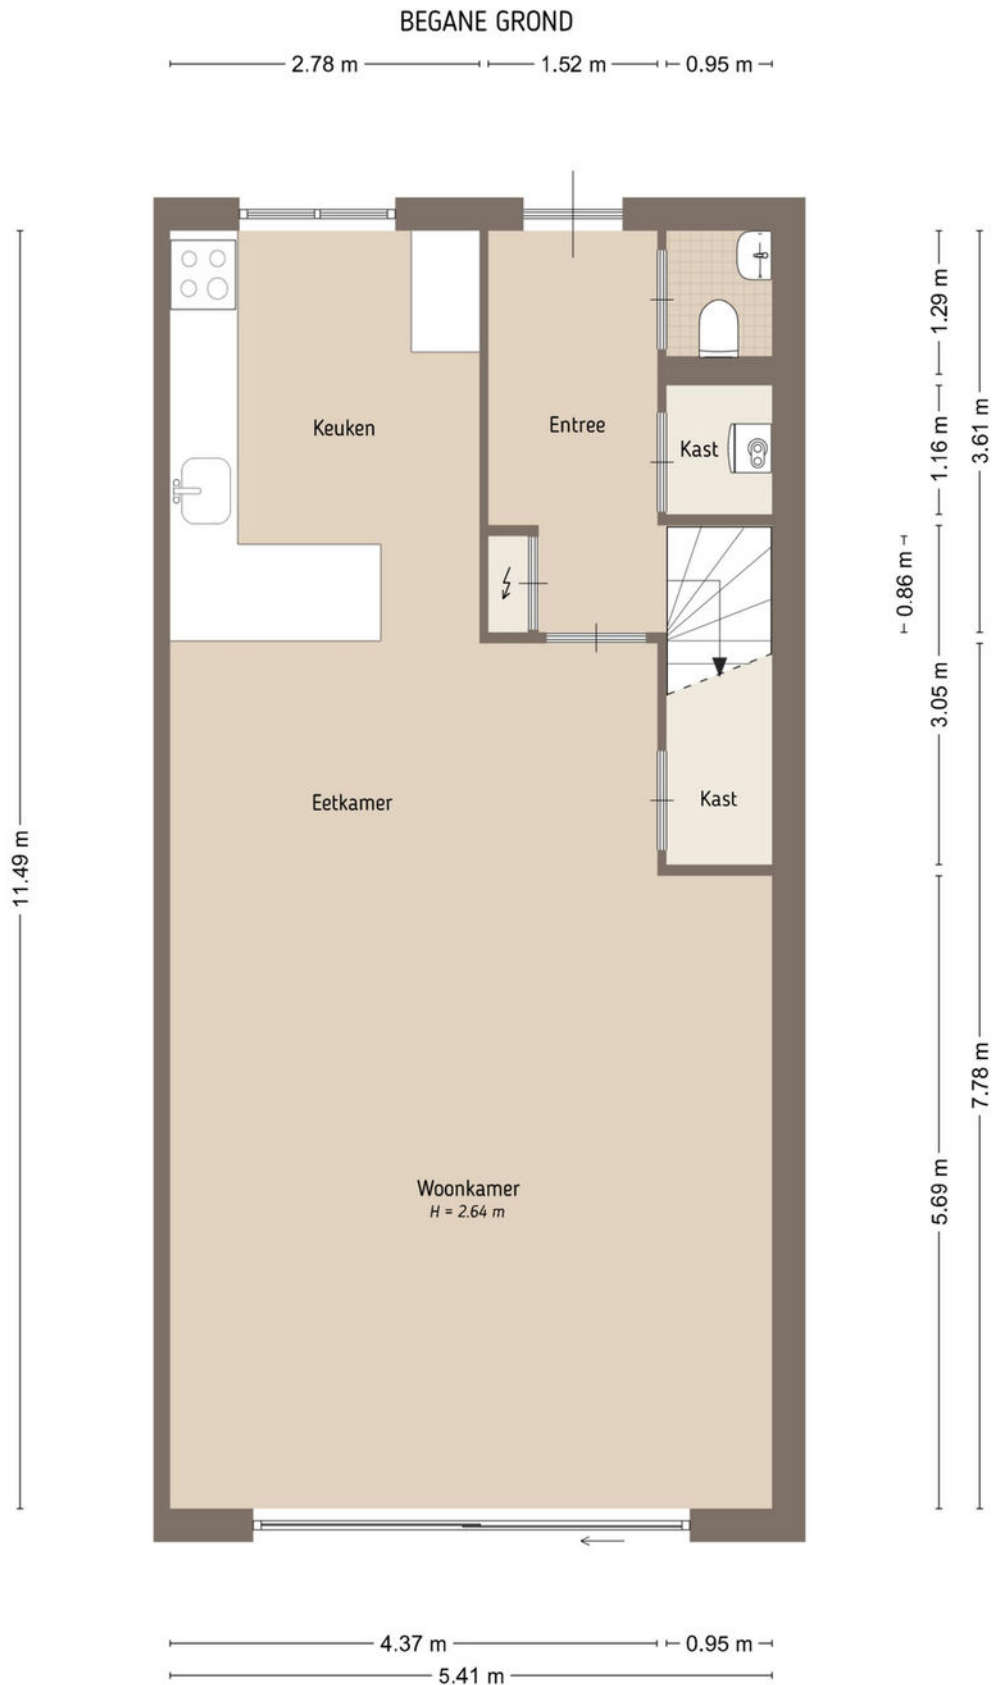 BEGANE GROND
2.78 m
1.52 m
0.95 m
1.29 m
Keuken
Entree
Kast
1.16 m
3.61 m
0.86 m
3.05 m
Eetkamer
Kast
11.49 m
7.78 m
5.69 m
Woonkamer
H = 2.64 m
4.37 m
0.95 m
5.41 m